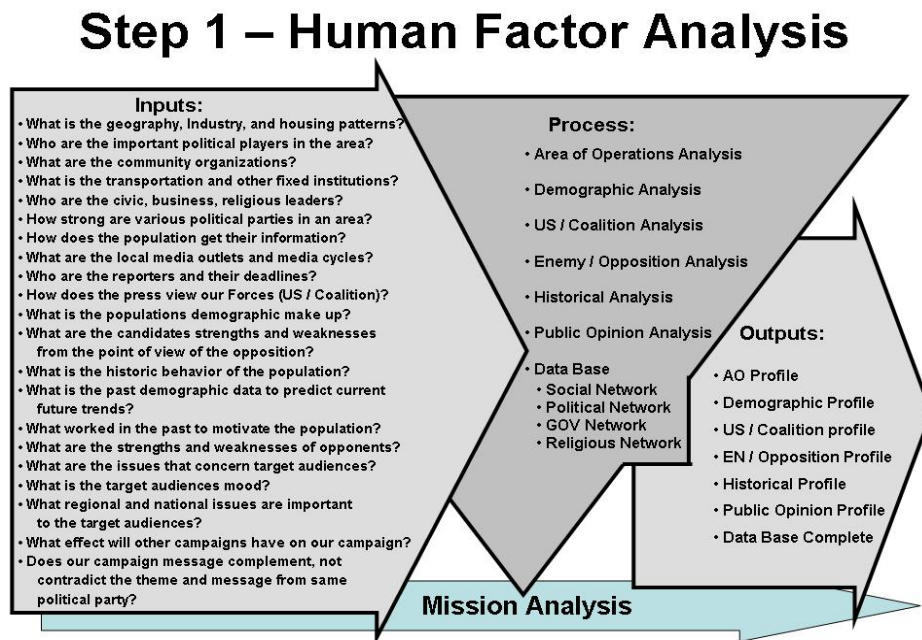 Step 1 – Human Factor Analysis
Inputs:
• What is the geography, Industry, and housing patterns?
• Who are the important political players in the area?
• What are the community organizations?
• What is the transportation and other fixed institutions?
• Who are the civic, business, religious leaders?
• How strong are various political parties in an area?
• How does the population get their information?
• What are the local media outlets and media cycles?
• Who are the reporters and their deadlines?
• How does the press view our Forces (US / Coalition)?
• What is the populations demographic make up?
• What are the candidates strengths and weaknesses
from the point of view of the opposition?
• What is the historic behavior of the population?
• What is the past demographic data to predict current
future trends?
• What worked in the past to motivate the population?
• What are the strengths and weaknesses of opponents?
• What are the issues that concern target audiences?
• What is the target audiences mood?
• What regional and national issues are important
to the target audiences?
• What effect will other campaigns have on our campaign?
• Does our campaign message complement, not
contradict the theme and message from same
political party?
Process:
• Area of Operations Analysis
• Demographic Analysis
• US / Coalition Analysis
• Enemy / Opposition Analysis
• Historical Analysis
• Public Opinion Analysis
• Data Base
• Social Network
• Political Network
• GOV Network
• Religious Network
Outputs:
• AO Profile
• Demographic Profile
• US / Coalition profile
• EN / Opposition Profile
• Historical Profile
• Public Opinion Profile
• Data Base Complete
Mission Analysis